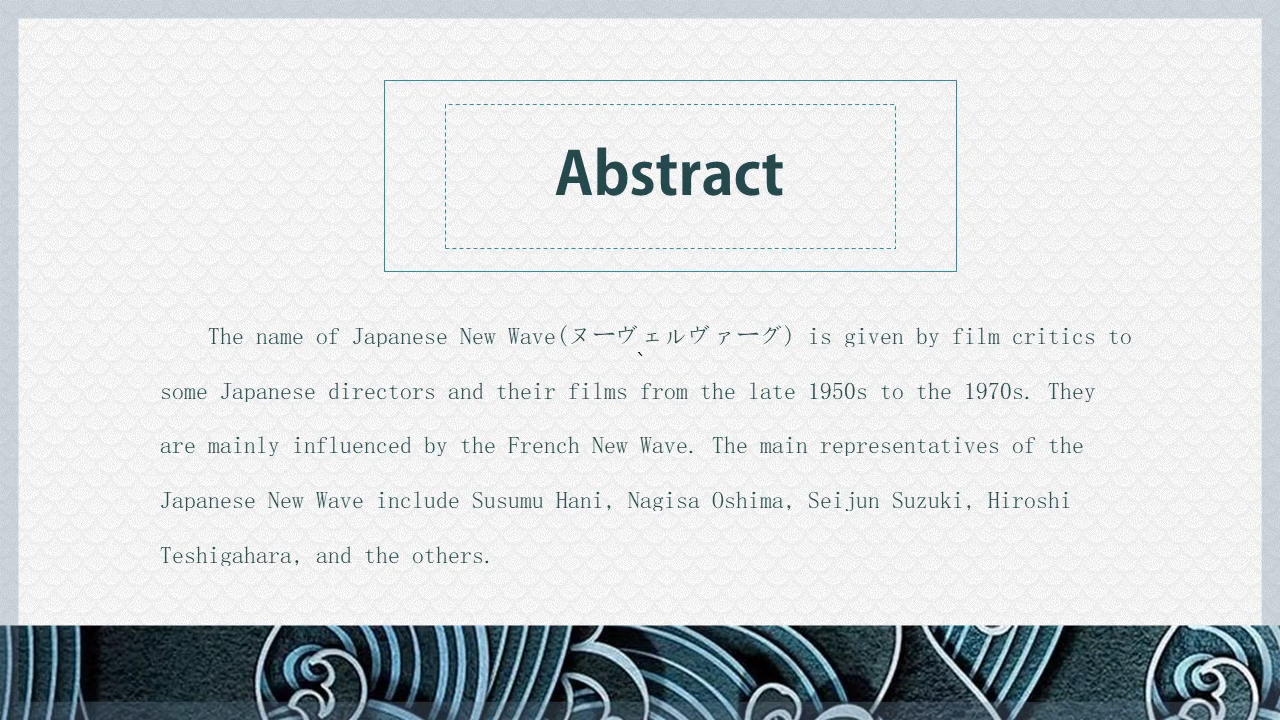 Abstract
The name of Japanese New Wave(ヌーヴェルヴァーグ) is given by film critics to
some Japanese directors and their films from the late 1950s to the 1970s. They
are mainly influenced by the French New Wave. The main representatives of the
Japanese New Wave include Susumu Hani, Nagisa Oshima, Seijun Suzuki, Hiroshi
Teshigahara, and the others.